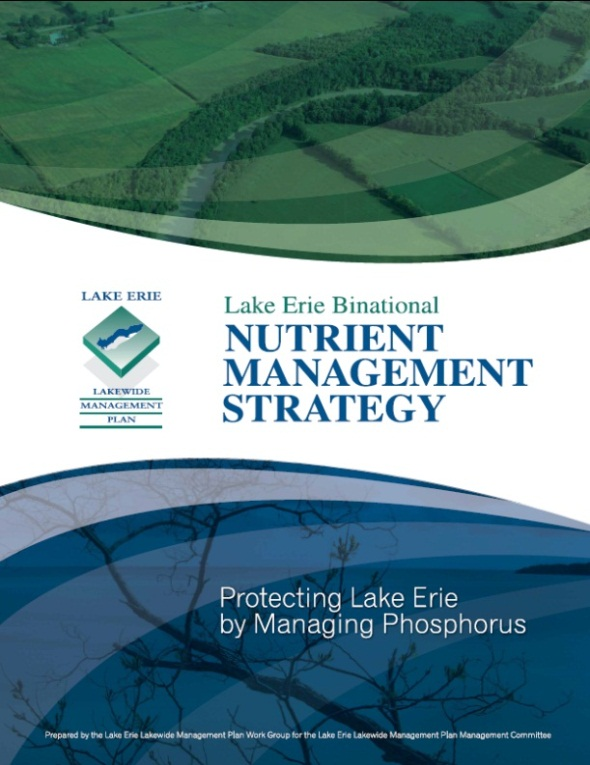 LAKE ERIE
LAKEWIDE
MANAGEMENT
PLAN
Lake Erie Binational
NUTRIENT
MANAGEMENT
STRATEGY
Protecting Lake Erie
by Managing Phosphorus
Prepared by the Lake Erie Lakewide Management Plan Work Group for the Lake Erie Lakewide Management Plan Management Committee